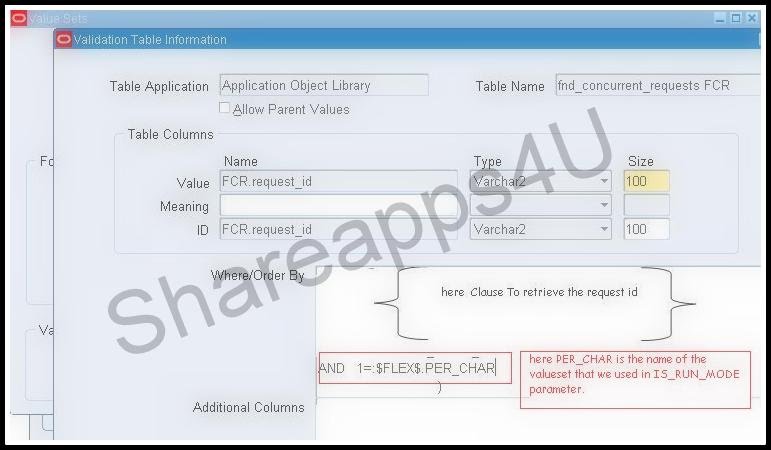 Value Sets
Validation Table Information
Table Application Application Object Library Table Name fnd_concurrent_requests FCR
Allow Parent Values
Table Columns
Fo
Name Type Size
Value FCR.request_id Varchar2 100
Meaning
ID FCR.request_id Varchar2 100
Where/Order By
here Clause To retrieve the request id
Va
AND 1=:$FLEX$.PER_CHAR
)
here PER_CHAR is the name of the
valueset that we used in IS_RUN_MODE
parameter.
Additional Columns
Shareapps4U